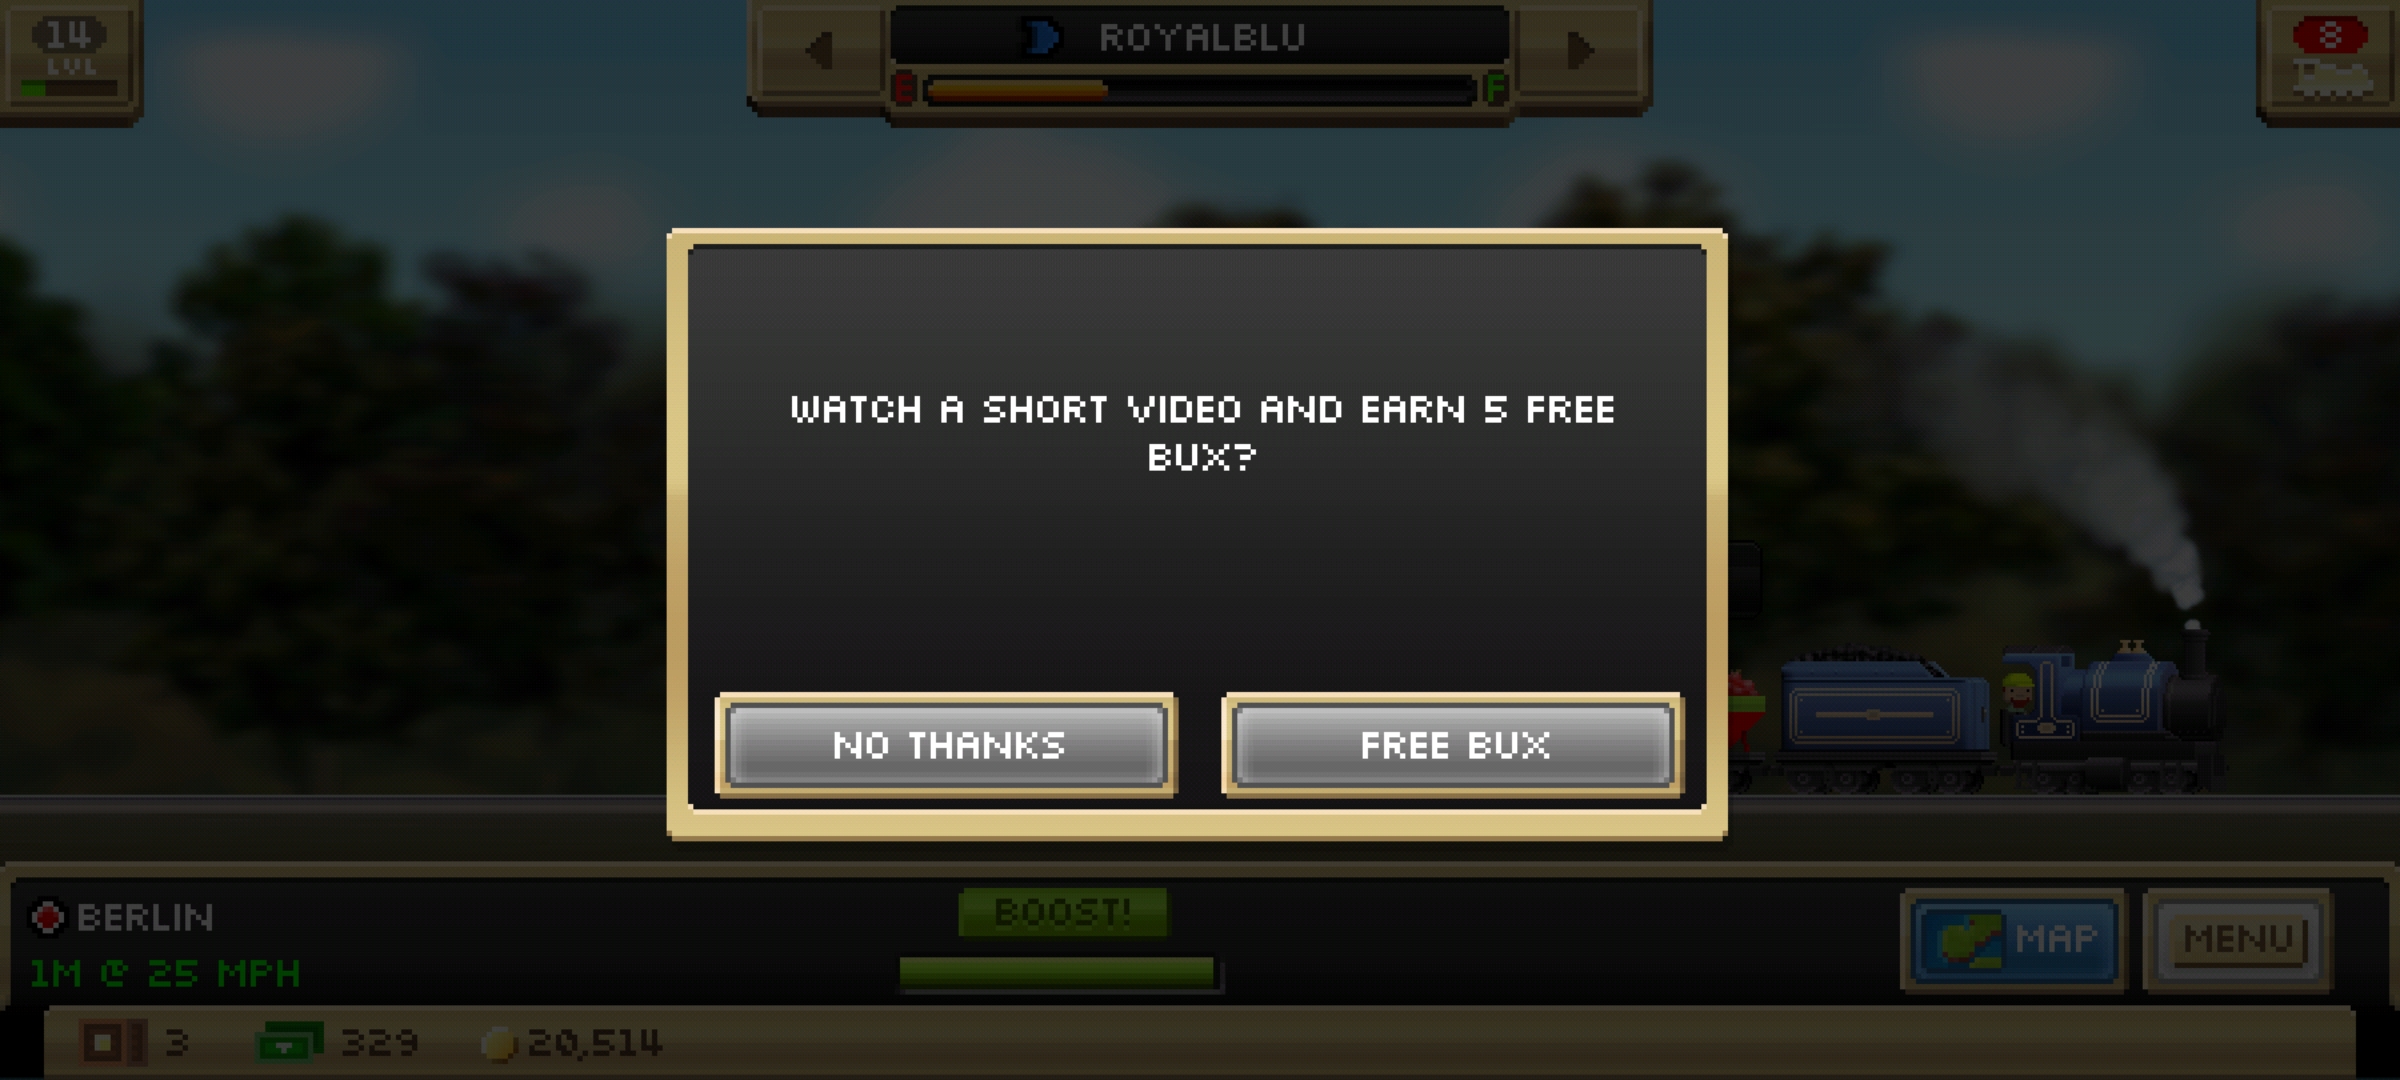 14
LVL
ROYALBLU
E F
8
WATCH A SHORT VIDEO AND EARN 5 FREE
BUX?
NO THANKS
FREE BUX
BERLIN
1M @ 25 MPH
BOOST!
MAP
MENU
3
329
20,514